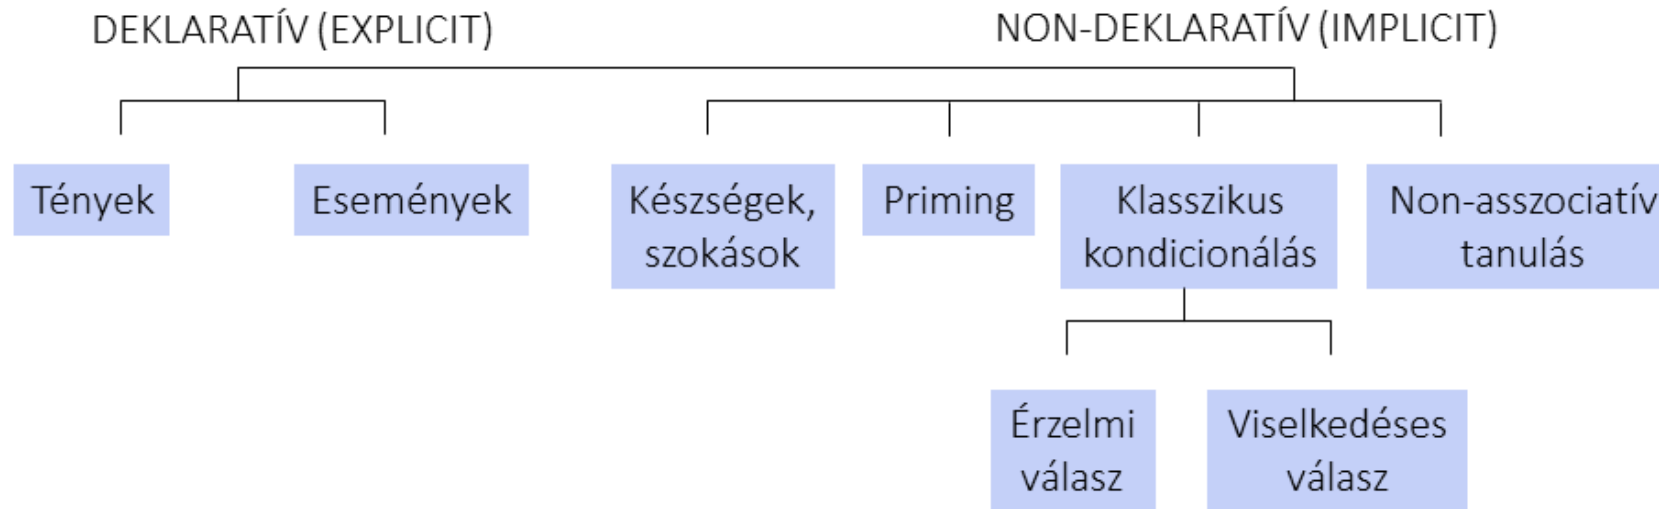 DEKLARATÍV (EXPLICIT)
NON-DEKLARATÍV (IMPLICIT)
Tények
Események
Készségek,
szokások
Priming
Klasszikus
kondicionálás
Non-asszociatív
tanulás
Érzelmi
válasz
Viselkedéses
válasz